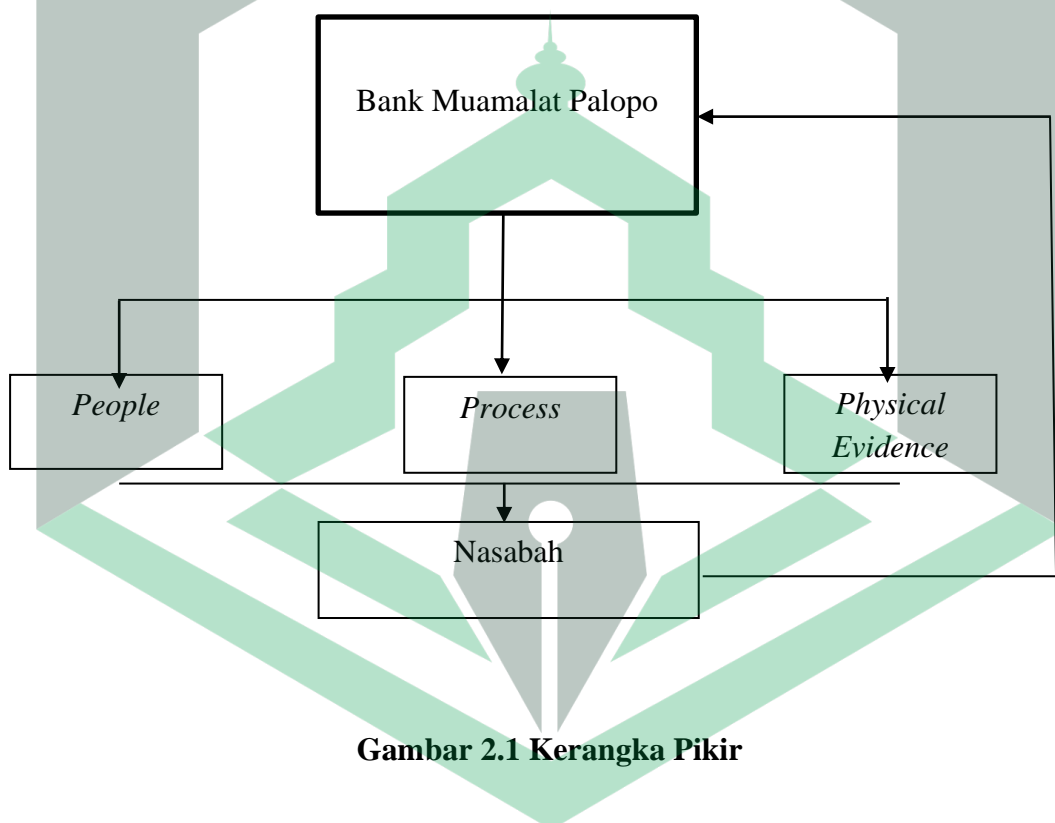 Bank Muamalat Palopo
People
Process
Physical
Evidence
Nasabah
Gambar 2.1 Kerangka Pikir